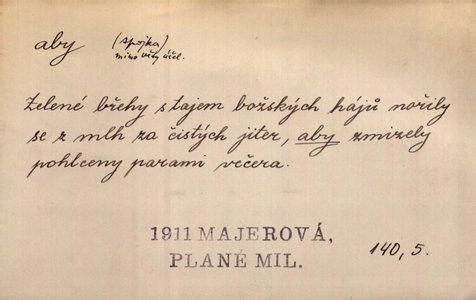 aby (spojka)
mimo věty účel.
Zelené břehy s tajem božských hájů nořily
se z mlh za čistých jiter, aby zmizely
pohlceny parami večera.
1911 MAJEROVÁ,
PLANÉ MIL.
140, 5.